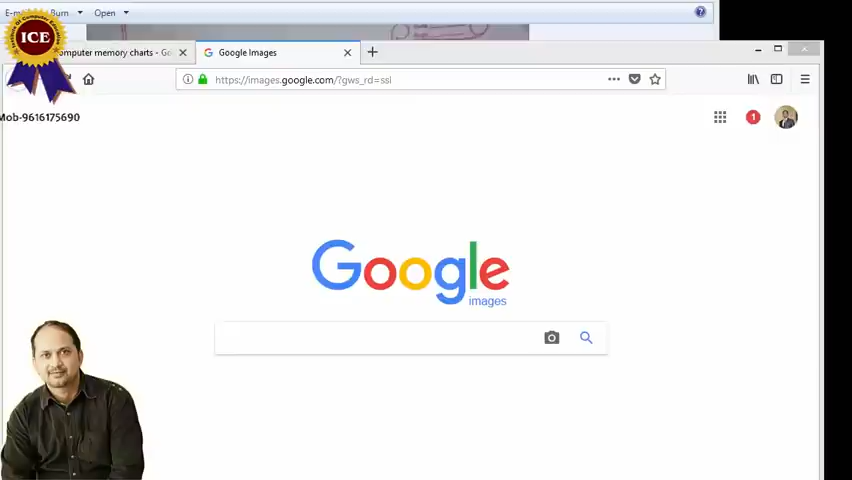 Burn Open
ICE
omputer memory charts - Go
Google Images
https://images.google.com/?gws_rd=ssl
Mob-9616175690
1
Google
images